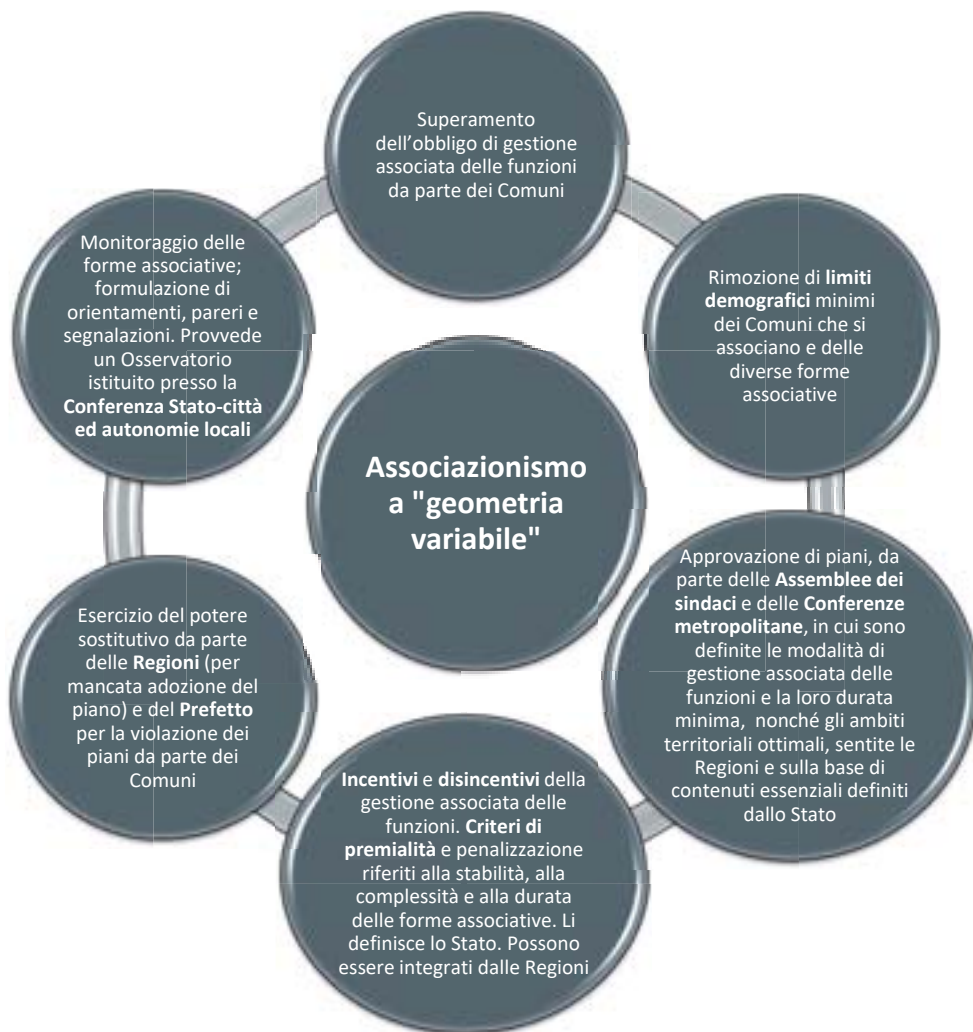 Superamento
dell'obbligo di gestione
associata delle funzioni
da parte dei Comuni
Rimozione di limiti
demografici minimi
dei Comuni che si
associano e delle
diverse forme
associative
Approvazione di piani, da
parte delle Assemblee dei
sindaci e delle Conferenze
metropolitane, in cui sono
definite le modalità di
gestione associata delle
funzioni e la loro durata
minima, nonché gli ambiti
territoriali ottimali, sentite le
Regioni e sulla base di
contenuti essenziali definiti
dallo Stato
Incentivi e disincentivi della
gestione associata delle
funzioni. Criteri di
premialità e penalizzazione
riferiti alla stabilità, alla
complessità e alla durata
delle forme associative. Li
definisce lo Stato. Possono
essere integrati dalle Regioni
Esercizio del potere
sostitutivo da parte
delle Regioni (per
mancata adozione del
piano) e del Prefetto
per la violazione dei
piani da parte dei
Comuni
Monitoraggio delle
forme associative;
formulazione di
orientamenti, pareri e
segnalazioni. Provvede
un Osservatorio
istituito presso la
Conferenza Stato-città
ed autonomie locali
Associazionismo
a "geometria
variabile"